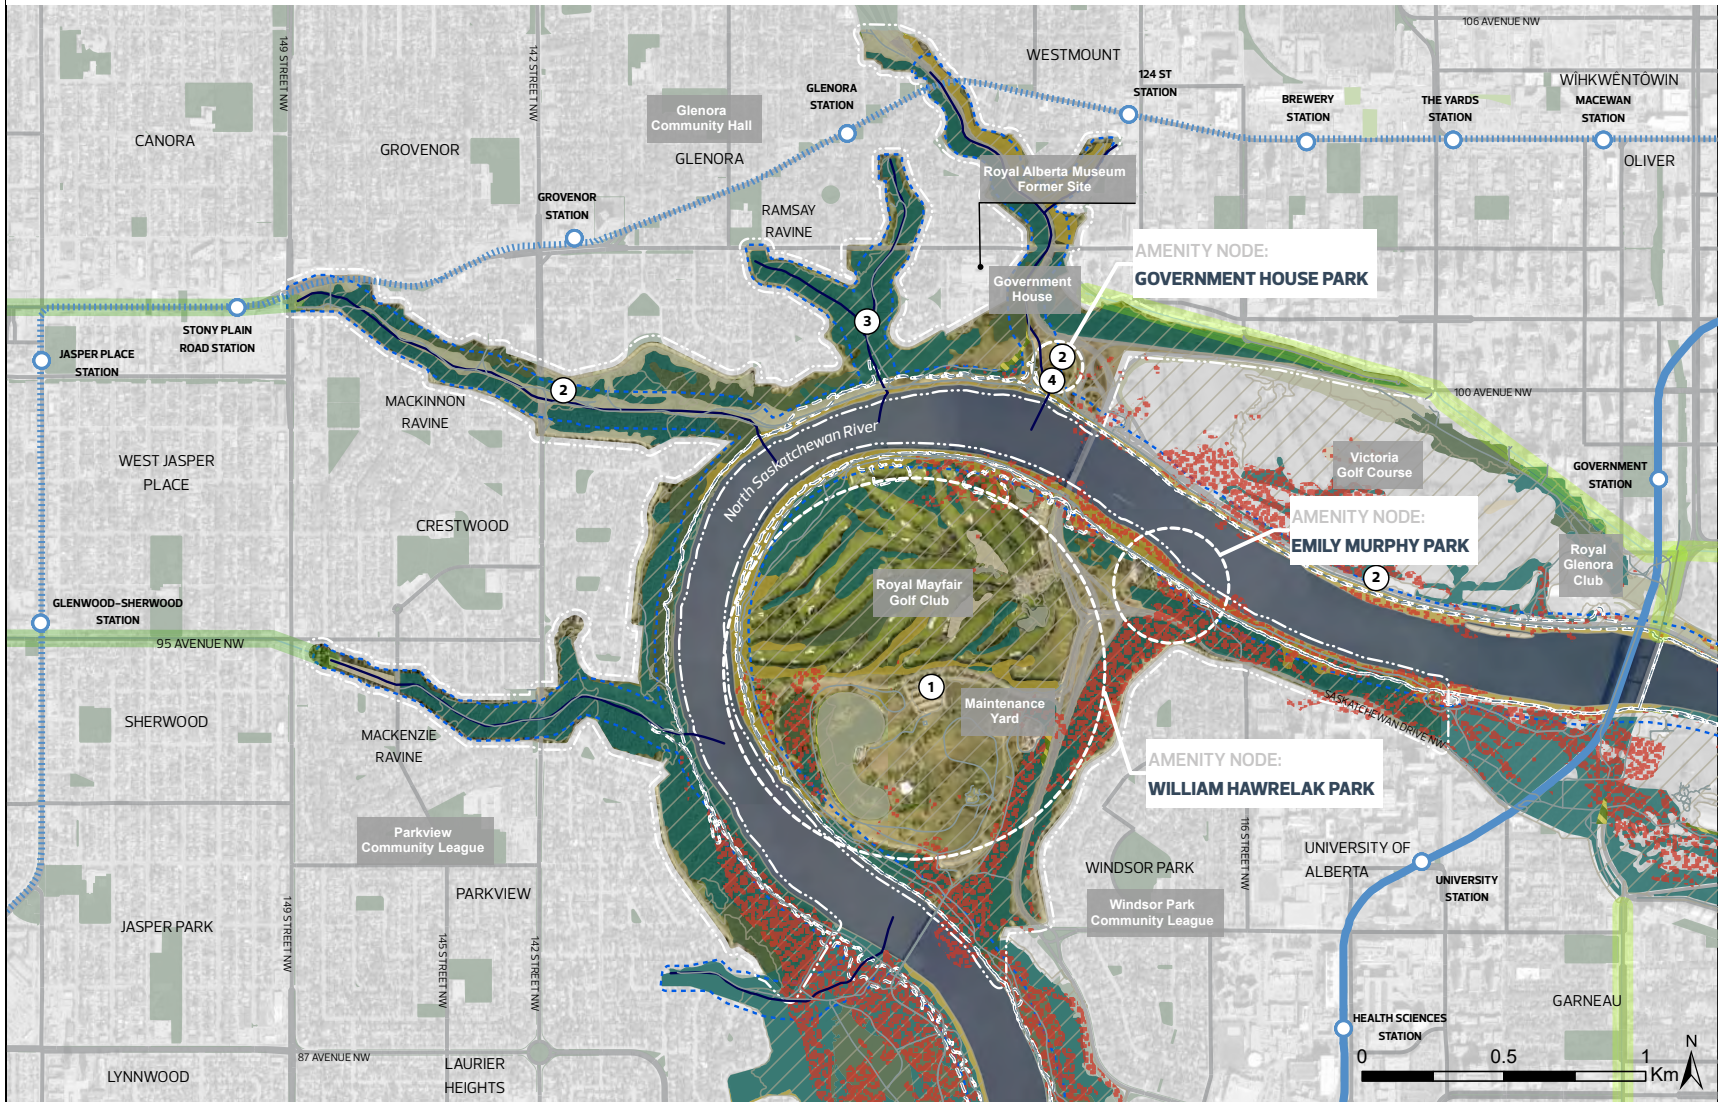 106 AVENUE NW
WESTMOUNT
149 STREET NW
142 STREET NW
124 ST
STATION
WÎHKWÊNTÔWIN
GLENORA
STATION
BREWERY
STATION
THE YARDS
STATION
MACEWAN
STATION
Glenora
Community Hall
CANORA
GROVENOR
GLENORA
OLIVER
Royal Alberta Museum
Former Site
GROVENOR
STATION
RAMSAY
RAVINE
AMENITY NODE:
GOVERNMENT HOUSE PARK
Government
House
3
STONY PLAIN
ROAD STATION
JASPER PLACE
STATION
2
4
2
MACKINNON
RAVINE
100 AVENUE NW
North Saskatchewan River
WEST JASPER
PLACE
Victoria
Golf Course
GOVERNMENT
STATION
CRESTWOOD
AMENITY NODE:
EMILY MURPHY PARK
Royal
Glenora
Club
2
Royal Mayfair
Golf Club
GLENWOOD-SHERWOOD
STATION
95 AVENUE NW
1
Maintenance
Yard
SASKATCHEWAN DRIVE NW
SHERWOOD
MACKENZIE
RAVINE
AMENITY NODE:
WILLIAM HAWRELAK PARK
Parkview
Community League
116 STREET NW
UNIVERSITY OF
ALBERTA
WINDSOR PARK
UNIVERSITY
STATION
PARKVIEW
Windsor Park
Community League
JASPER PARK
149 STREET NW
145 STREET NW
142 STREET NW
GARNEAU
HEALTH SCIENCES
STATION
87 AVENUE NW
LAURIER
HEIGHTS
LYNNWOOD
0 0.5 1
Km
N